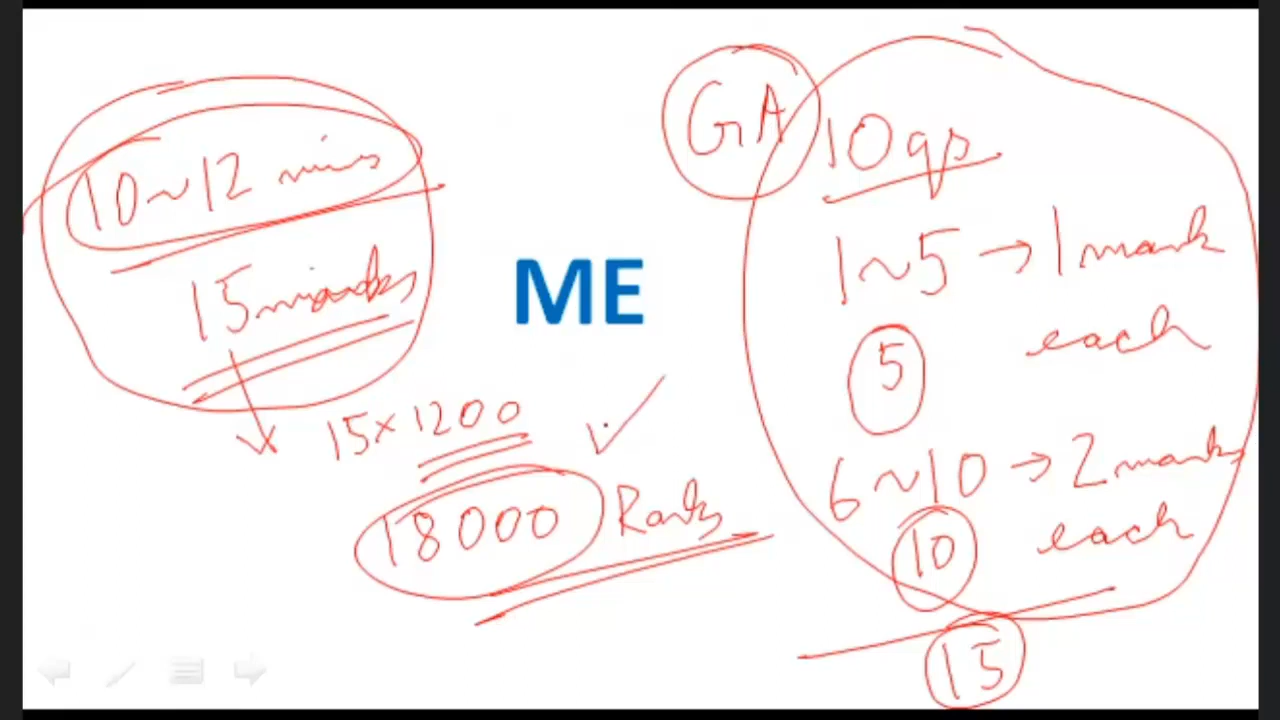 10~12 mins
15 marks
15×1200
18000 Ranks
ME
GA
10 qs
1~5 → 1 mark
each
5
6~10 → 2 marks
each
10
15